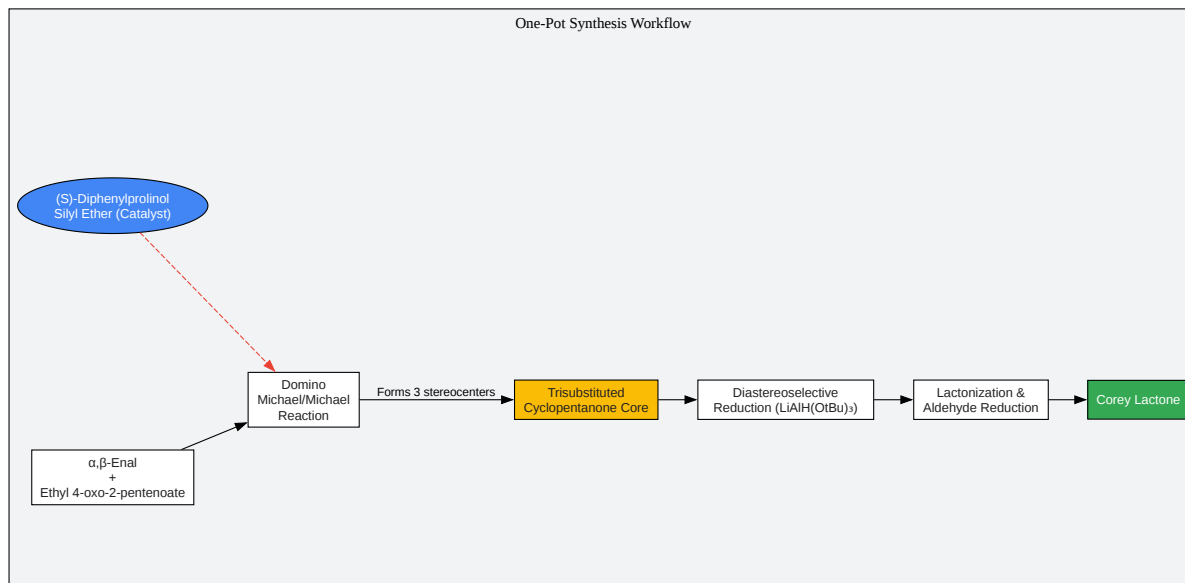 One-Pot Synthesis Workflow
(S)-Diphenylprolinol
Silyl Ether (Catalyst)
α,β-Enal
+
Ethyl 4-oxo-2-pentenoate
Domino
Michael/Michael
Reaction
Forms 3 stereocenters
Trisubstituted
Cyclopentanone Core
Diastereoselective
Reduction (LiAlH(OtBu)₃)
Lactonization &
Aldehyde Reduction
Corey Lactone